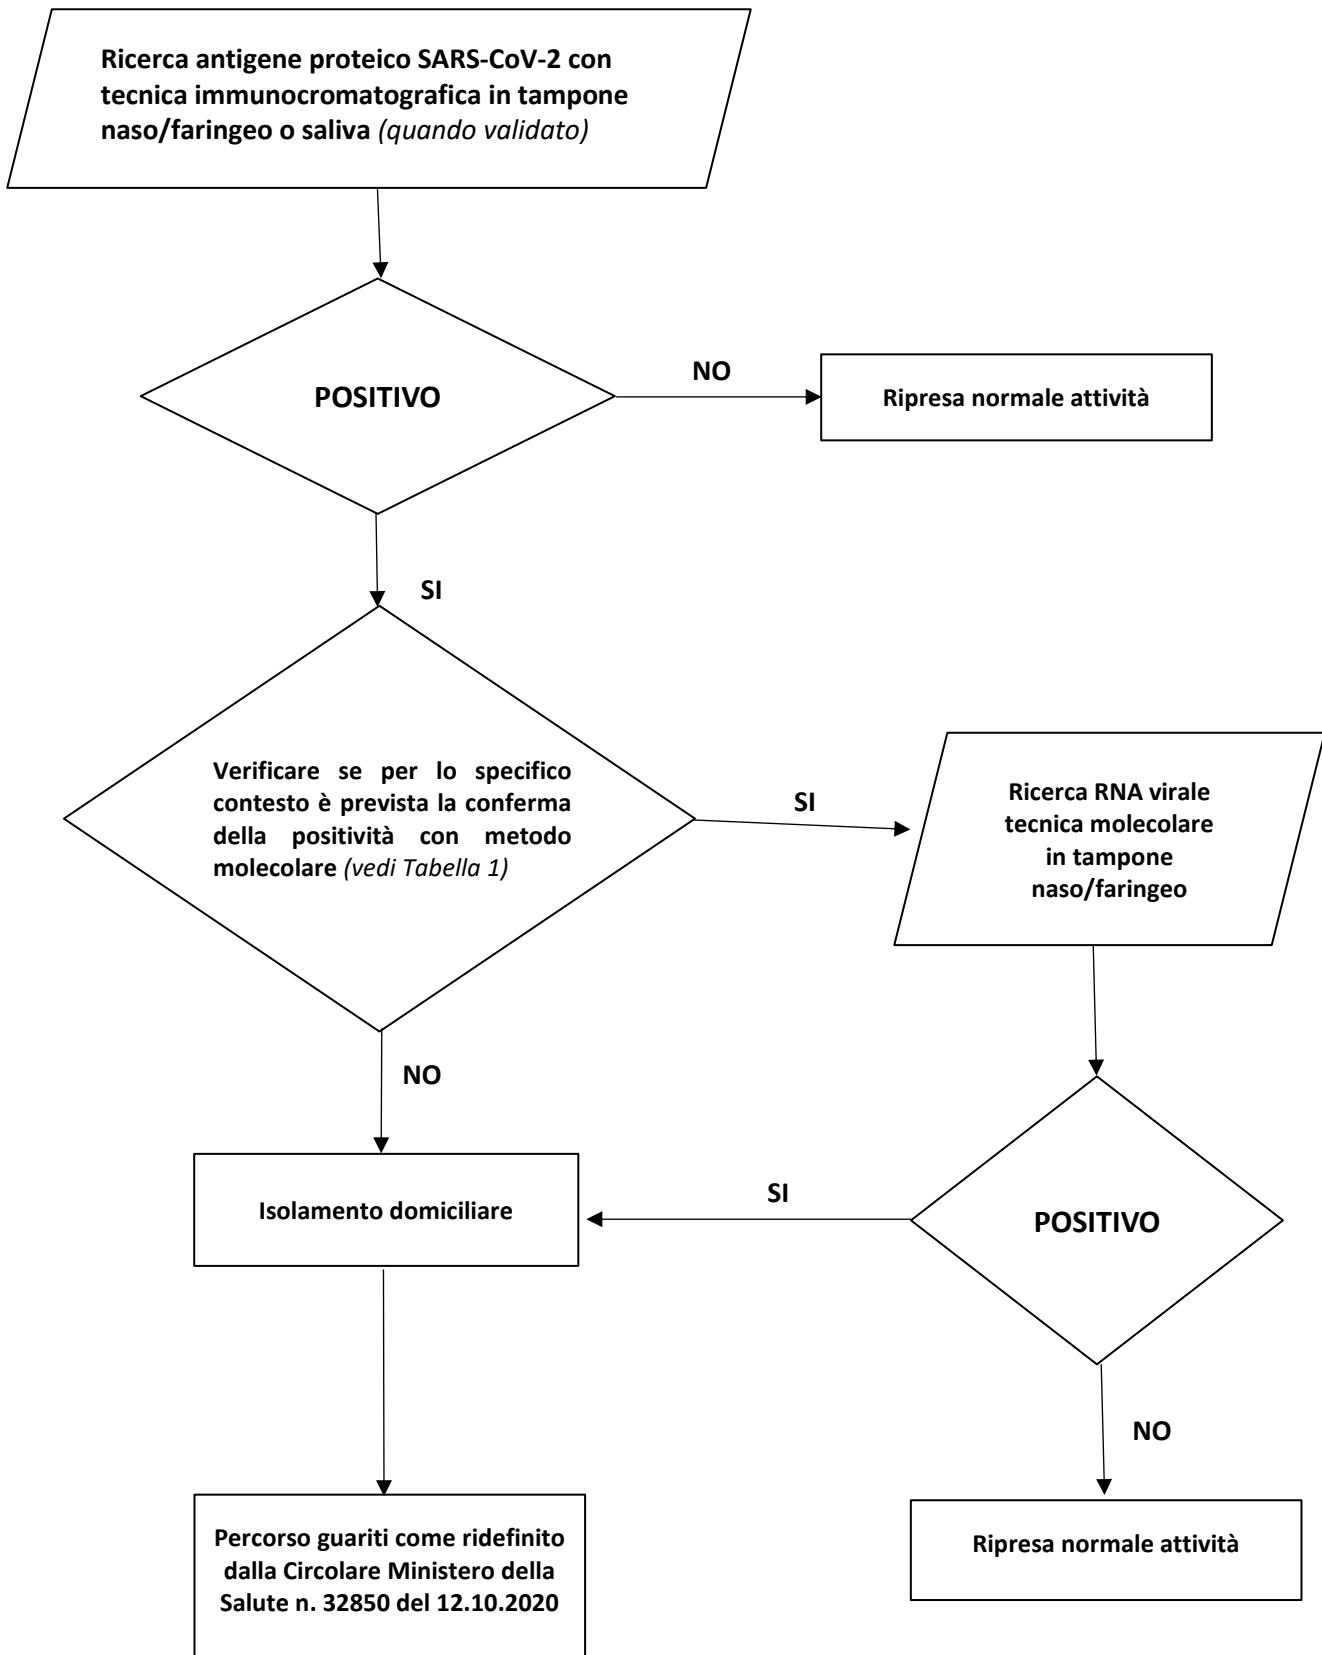 Ricerca antigene proteico SARS-CoV-2 con
tecnica immunocromatografica in tampone
naso/faringeo o saliva (quando validato)
POSITIVO
NO
Ripresa normale attività
SI
Verificare se per lo specifico
contesto è prevista la conferma
della positività con metodo
molecolare (vedi Tabella 1)
SI
Ricerca RNA virale
tecnica molecolare
in tampone
naso/faringeo
NO
Isolamento domiciliare
SI
POSITIVO
NO
Percorso guariti come ridefinito
dalla Circolare Ministero della
Salute n. 32850 del 12.10.2020
Ripresa normale attività